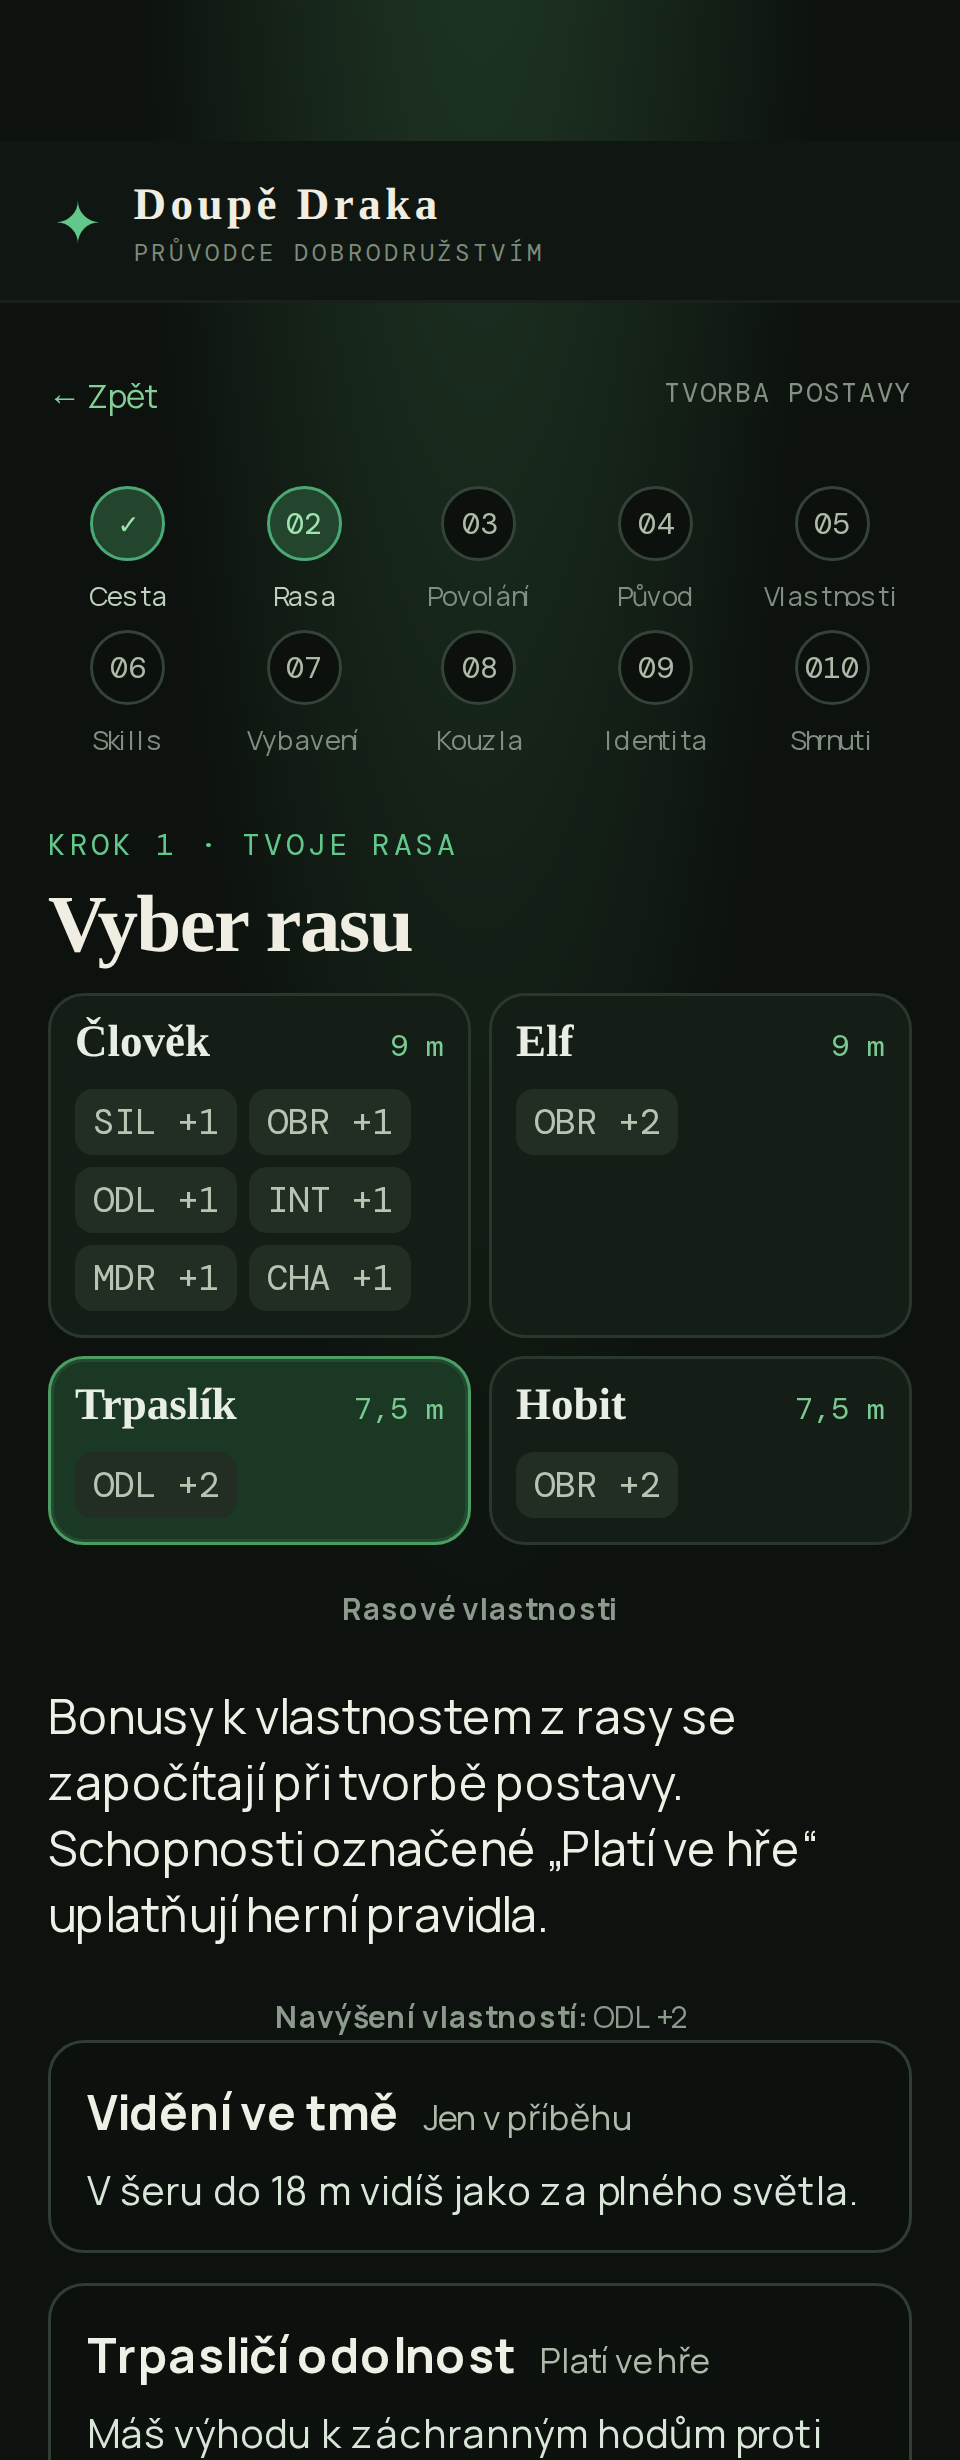 Doupě Draka
PRŮVODCE DOBRODRUŽSTVÍM
← Zpět
TVORBA POSTAVY
✓ 02 03 04 05
Cesta Rasa Povolání Původ Vlastnosti
06 07 08 09 010
Skills Vybavení Kouzla Identita Shrnuti
KROK 1 · TVOJE RASA
Vyber rasu
Člověk 9 m
SIL +1 OBR +1
ODL +1 INT +1
MDR +1 CHA +1
Elf 9 m
OBR +2
Trpaslík 7,5 m
ODL +2
Hobit 7,5 m
OBR +2
Rasové vlastnosti
Bonusy k vlastnostem z rasy se
započítají při tvorbě postavy.
Schopnosti označené „Platí ve hře“
uplatňují herní pravidla.
Navýšení vlastností: ODL +2
Vidění ve tmě Jen v příběhu
V šeru do 18 m vidíš jako za plného světla.
Trpasličí odolnost Platí ve hře
Máš výhodu k záchranným hodům proti